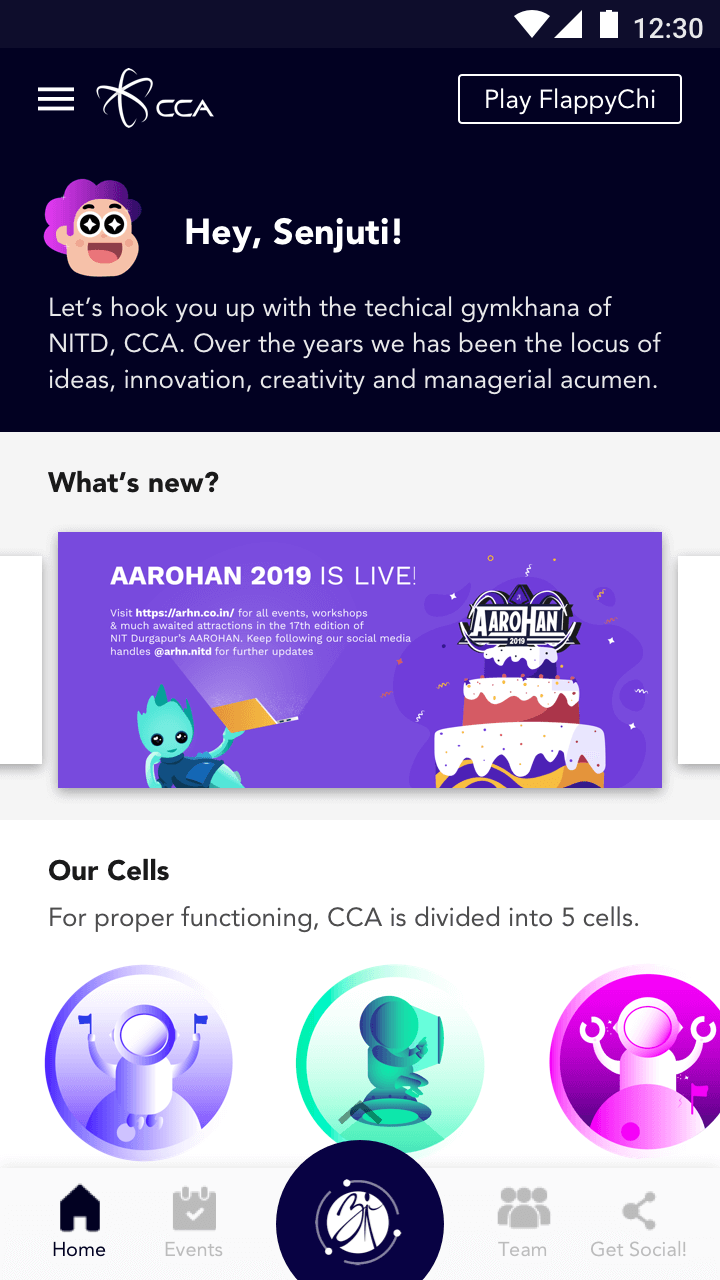 12:30
CCA
Play FlappyChi
Hey, Senjuti!
Let’s hook you up with the techical gymkhana of
NITD, CCA. Over the years we has been the locus of
ideas, innovation, creativity and managerial acumen.
What’s new?
AAROHAN 2019 IS LIVE!
Visit https://arhn.co.in/ for all events, workshops
& much awaited attractions in the 17th edition of
NIT Durgapur’s AAROHAN. Keep following our social media
handles @arhn.nitd for further updates
AAROHAN
2019
Our Cells
For proper functioning, CCA is divided into 5 cells.
Home
Events
Team
Get Social!